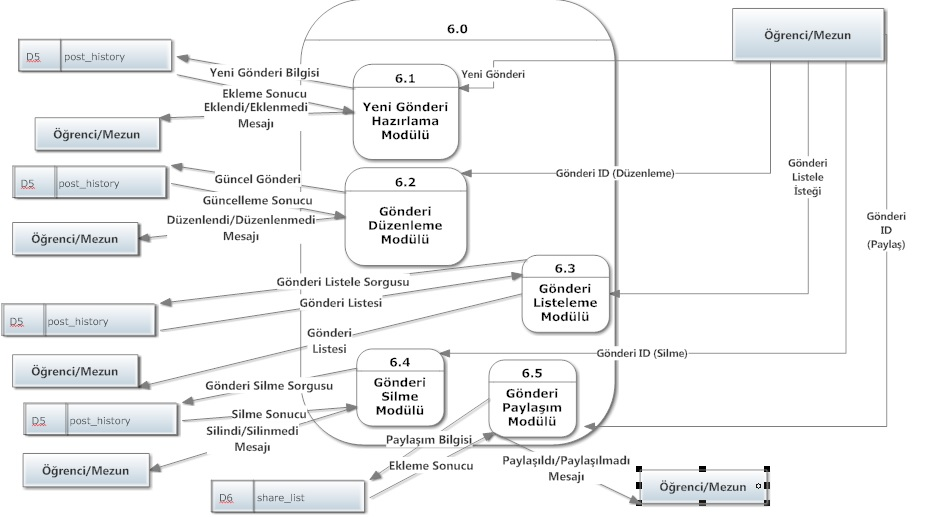 6.0
Öğrenci/Mezun
D5 post_history
Yeni Gönderi Bilgisi
Ekleme Sonucu
Eklendi/Eklenmedi
Mesajı
Öğrenci/Mezun
6.1
Yeni Gönderi
Hazırlama
Modülü
Yeni Gönderi
D5 post_history
Güncel Gönderi
Güncelleme Sonucu
Düzenlendi/Düzenlenmedi
Mesajı
Öğrenci/Mezun
6.2
Gönderi
Düzenleme
Modülü
Gönderi ID (Düzenleme)
Gönderi
Listele
İsteği
Gönderi
ID
(Paylaş)
6.3
Gönderi
Listeleme
Modülü
Gönderi Listele Sorgusu
Gönderi Listesi
D5 post_history
Gönderi
Listesi
Öğrenci/Mezun
6.4
Gönderi
Silme
Modülü
Gönderi ID (Silme)
Gönderi Silme Sorgusu
D5 post_history
Silme Sonucu
Silindi/Silinmedi
Mesajı
Öğrenci/Mezun
6.5
Gönderi
Paylaşım
Modülü
Paylaşım Bilgisi
Ekleme Sonucu
D6 share_list
Paylaşıldı/Paylaşılmadı
Mesajı
Öğrenci/Mezun